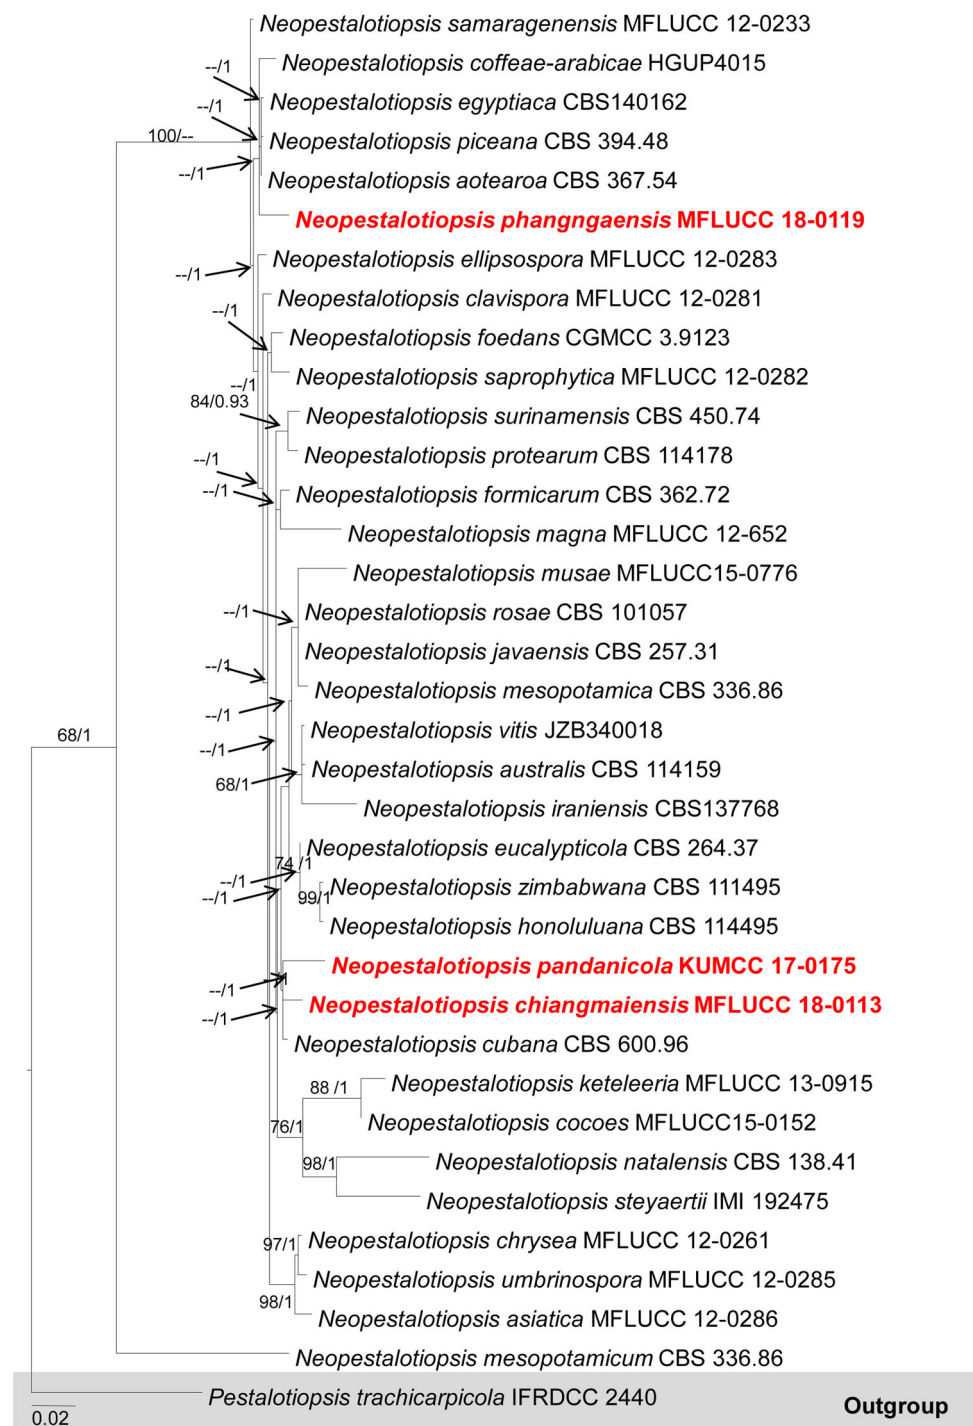 Neopestalotiopsis samaragenensis MFLUCC 12-0233
--/1
Neopestalotiopsis coffeae-arabicae HGUP4015
Neopestalotiopsis egyptiaca CBS140162
--/1
100/--
Neopestalotiopsis piceana CBS 394.48
--/1
Neopestalotiopsis aotearoa CBS 367.54
Neopestalotiopsis phangngaensis MFLUCC 18-0119
--/1
Neopestalotiopsis ellipsospora MFLUCC 12-0283
Neopestalotiopsis clavispora MFLUCC 12-0281
--/1
Neopestalotiopsis foedans CGMCC 3.9123
Neopestalotiopsis saprophytica MFLUCC 12-0282
--/1
84/0.93
Neopestalotiopsis surinamensis CBS 450.74
Neopestalotiopsis protearum CBS 114178
--/1
--/1
Neopestalotiopsis formicarum CBS 362.72
Neopestalotiopsis magna MFLUCC 12-652
Neopestalotiopsis musae MFLUCC15-0776
--/1
Neopestalotiopsis rosae CBS 101057
Neopestalotiopsis javaensis CBS 257.31
--/1
Neopestalotiopsis mesopotamica CBS 336.86
--/1
Neopestalotiopsis vitis JZB340018
68/1
--/1
Neopestalotiopsis australis CBS 114159
68/1
Neopestalotiopsis iraniensis CBS137768
Neopestalotiopsis eucalypticola CBS 264.37
74 /1
--/1
Neopestalotiopsis zimbabwana CBS 111495
--/1
99/1
Neopestalotiopsis honoluluana CBS 114495
Neopestalotiopsis pandanicola KUMCC 17-0175
--/1
Neopestalotiopsis chiangmaiensis MFLUCC 18-0113
--/1
Neopestalotiopsis cubana CBS 600.96
88 /1
Neopestalotiopsis keteleeria MFLUCC 13-0915
Neopestalotiopsis cocoes MFLUCC15-0152
76/1
98/1
Neopestalotiopsis natalensis CBS 138.41
Neopestalotiopsis steyaertii IMI 192475
97/1
Neopestalotiopsis chrysea MFLUCC 12-0261
Neopestalotiopsis umbrinospora MFLUCC 12-0285
98/1
Neopestalotiopsis asiatica MFLUCC 12-0286
Neopestalotiopsis mesopotamicum CBS 336.86
Pestalotiopsis trachicarpicola IFRDCC 2440
Outgroup
0.02